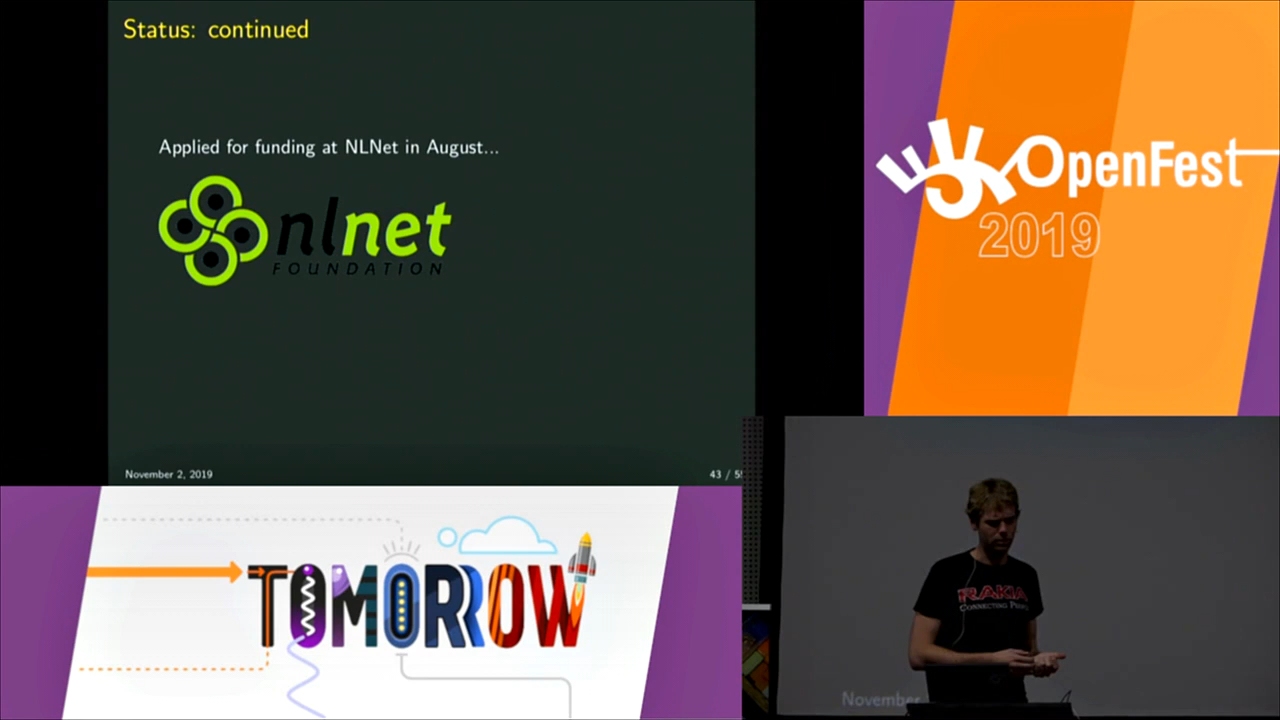 Status: continued
Applied for funding at NLNet in August...
nlnet
FOUNDATION
November 2, 2019
43 / 55
OpenFest
2019
TOMORROW
RAKIA
CONNECTING PEOPLE
November